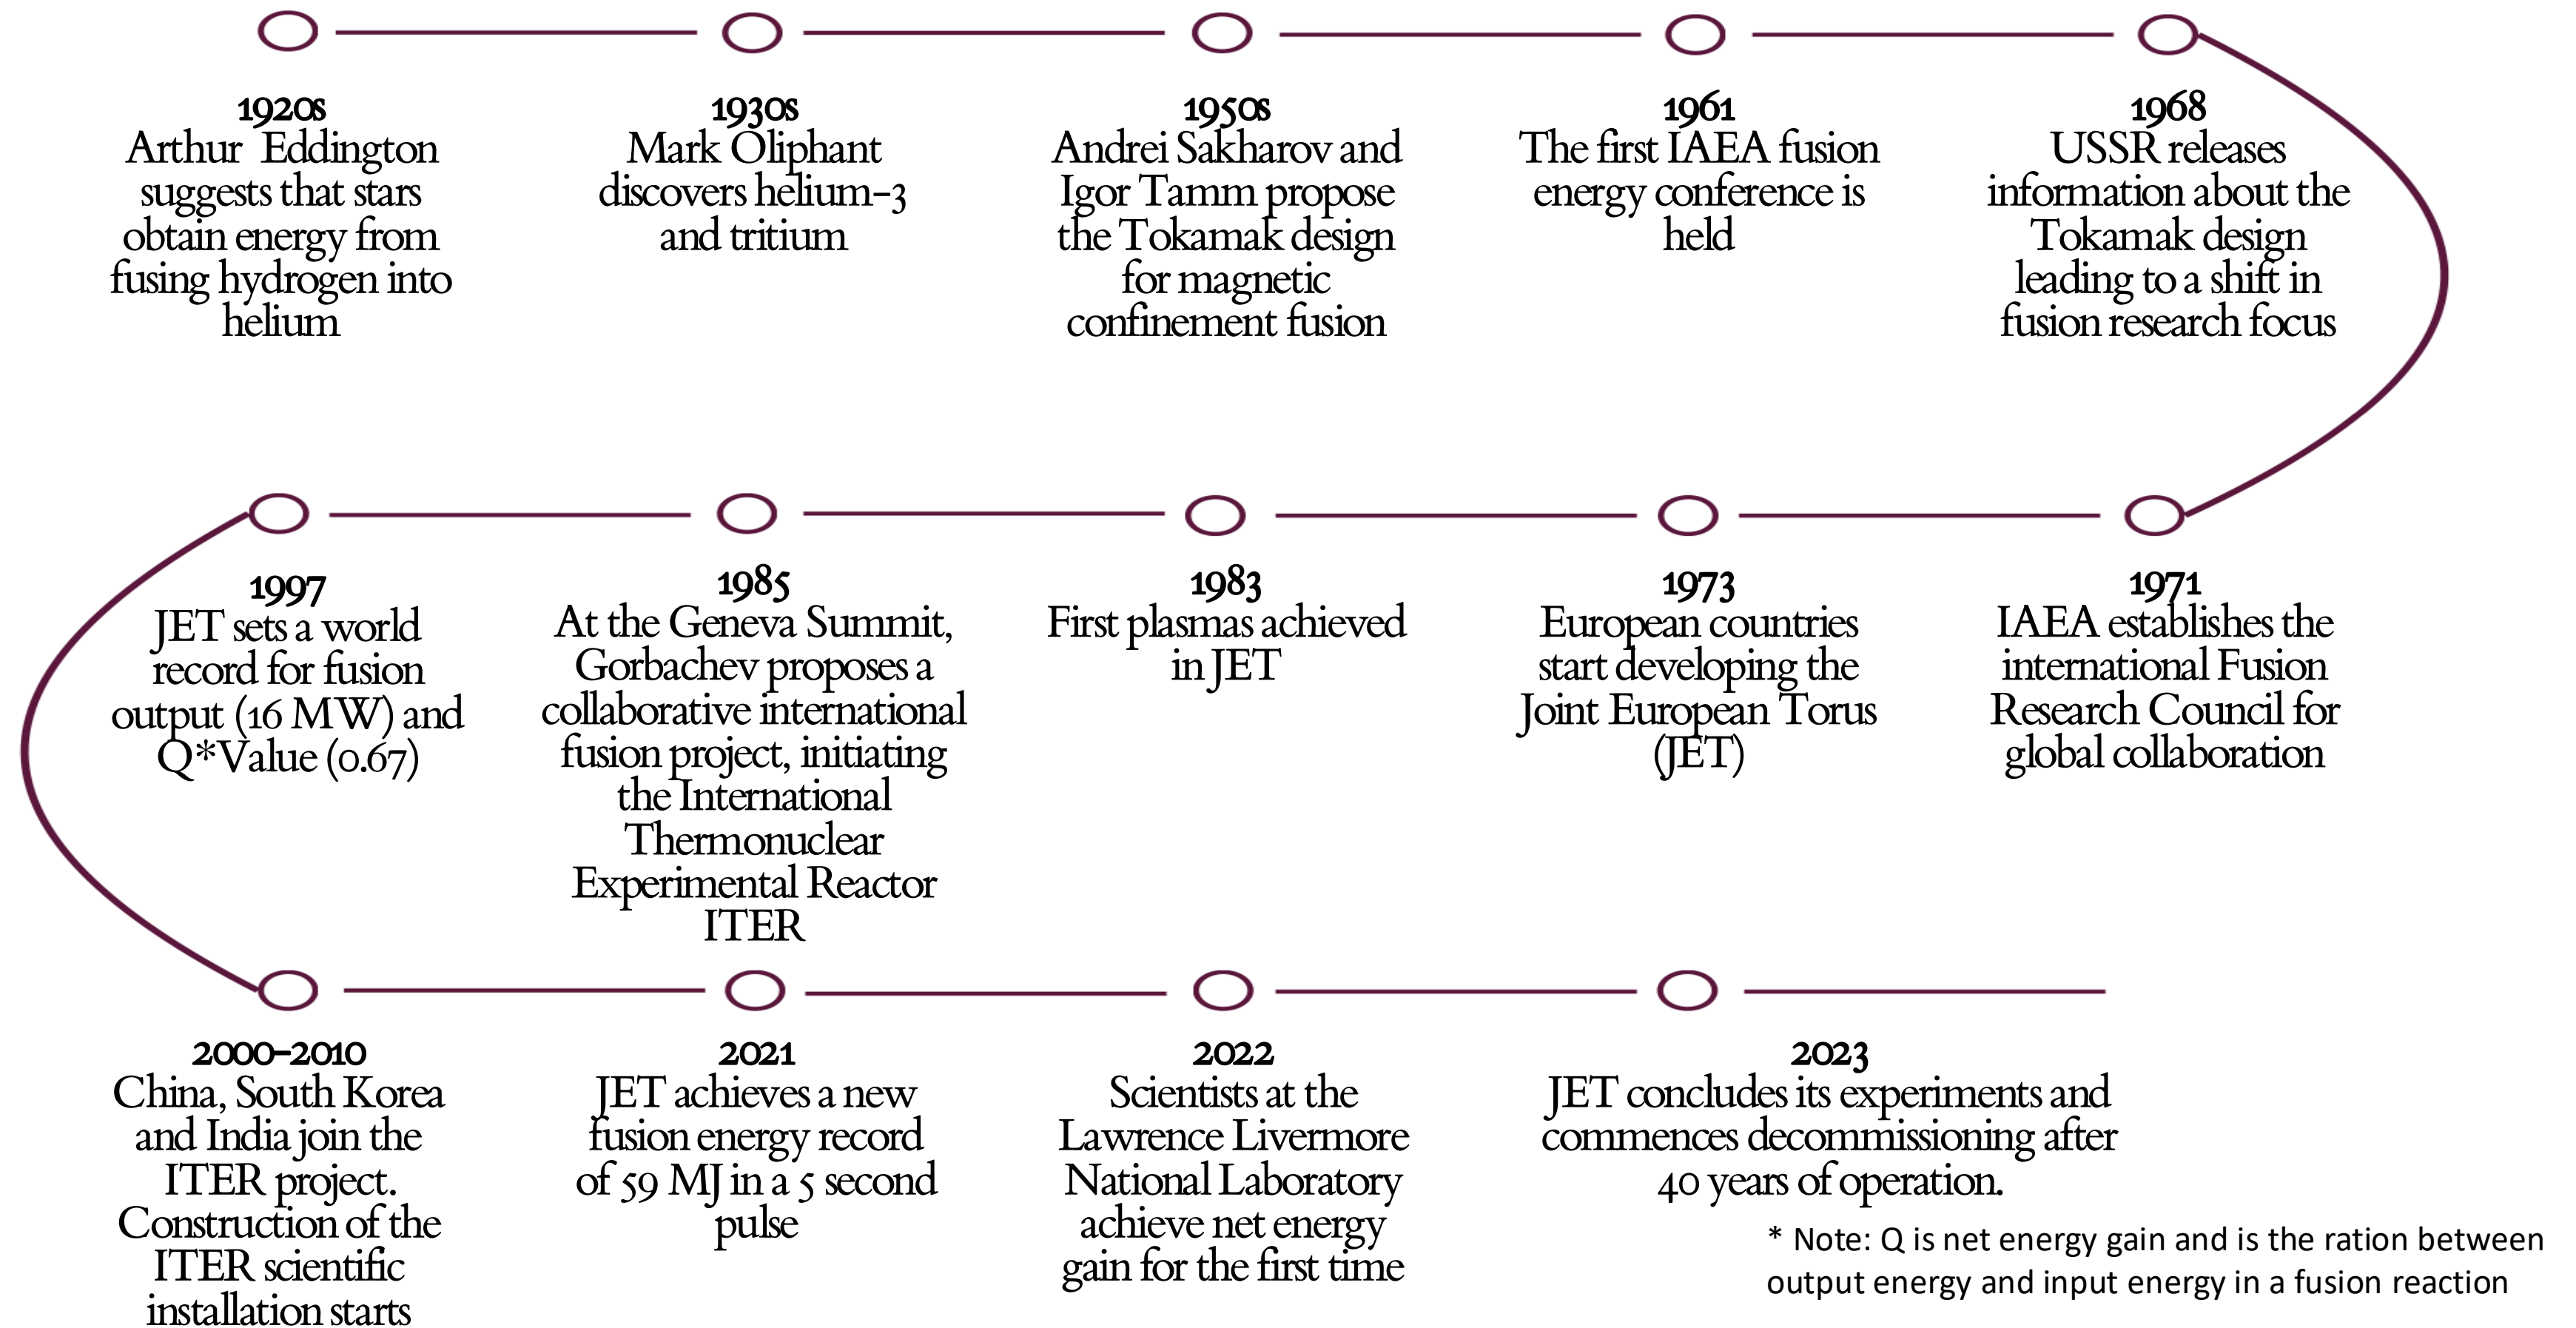 1920s
Arthur Eddington
suggests that stars
obtain energy from
fusing hydrogen into
helium
1930s
Mark Oliphant
discovers helium-3
and tritium
1950s
Andrei Sakharov and
Igor Tamm propose
the Tokamak design
for magnetic
confinement fusion
1961
The first IAEA fusion
energy conference is
held
1968
USSR releases
information about the
Tokamak design
leading to a shift in
fusion research focus
1971
IAEA establishes the
international Fusion
Research Council for
global collaboration
1973
European countries
start developing the
Joint European Torus
(JET)
1983
First plasmas achieved
in JET
1985
At the Geneva Summit,
Gorbachev proposes a
collaborative international
fusion project, initiating
the International
Thermonuclear
Experimental Reactor
ITER
1997
JET sets a world
record for fusion
output (16 MW) and
Q*Value (0.67)
2000-2010
China, South Korea
and India join the
ITER project.
Construction of the
ITER scientific
installation starts
2021
JET achieves a new
fusion energy record
of 59 MJ in a 5 second
pulse
2022
Scientists at the
Lawrence Livermore
National Laboratory
achieve net energy
gain for the first time
2023
JET concludes its experiments and
commences decommissioning after
40 years of operation.
* Note: Q is net energy gain and is the ration between
output energy and input energy in a fusion reaction